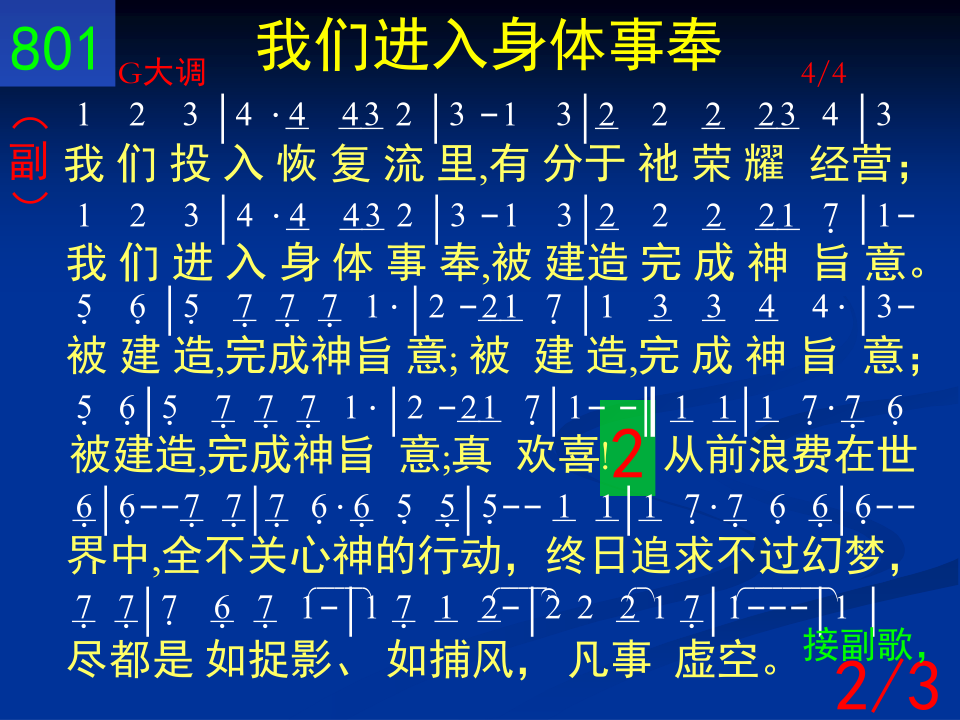 801 我们进入身体事奉
G大调 4/4
（副）
1 2 3 | 4 · 4 43 2 | 3 - 1 3 | 2 2 2 23 4 | 3
我 们 投 入 恢 复 流 里,有 分于 祂 荣 耀 经营；
1 2 3 | 4 · 4 43 2 | 3 - 1 3 | 2 2 2 21 7̣ | 1 -
我 们 进 入 身 体 事 奉,被 建造 完 成 神 旨 意。
5̣ 6̣ | 5̣ 7̣ 7̣ 7̣ 1 · | 2 - 21 7̣ | 1 3 3 4 4 · | 3 -
被 建 造,完成神旨 意; 被 建 造,完 成 神 旨 意；
5̣ 6̣ | 5̣ 7̣ 7̣ 7̣ 1 · | 2 - 21 7̣ | 1 - - ‖ 1 1 | 1 7̣ · 7̣ 6̣
被建造,完成神旨 意;真 欢喜! 2 从前浪费在世
6̣ | 6̣ - - 7̣ 7̣ | 7̣ 6̣ · 6̣ 5̣ 5̣ | 5̣ - - 1 1 | 1 7̣ · 7̣ 6̣ 6̣ | 6̣ - -
界中,全不关心神的行动，终日追求不过幻梦，
7̣ 7̣ | 7̣ 6̣ 7̣ 1 - | 1 7̣ 1 2 - | 2 2 2 1 7̣ | 1 - - - | 1 |
尽都是 如捉影、 如捕风， 凡事 虚空。接副歌，
2/3